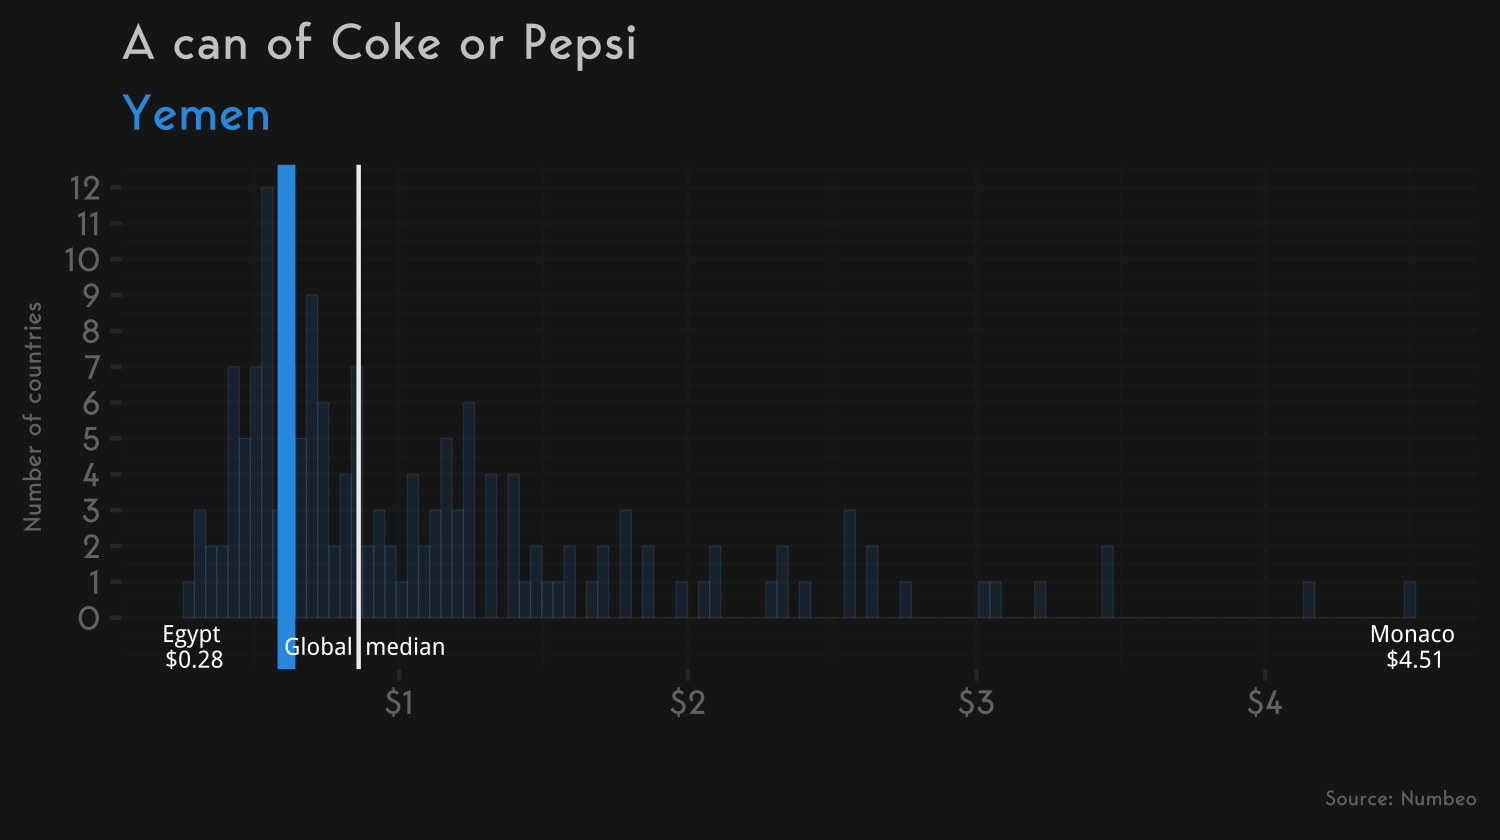 A can of Coke or Pepsi
Yemen
Number of countries
12
11
10
9
8
7
6
5
4
3
2
1
0
Egypt
$0.28
Global median
Monaco
$4.51
$1 $2 $3 $4
Source: Numbeo